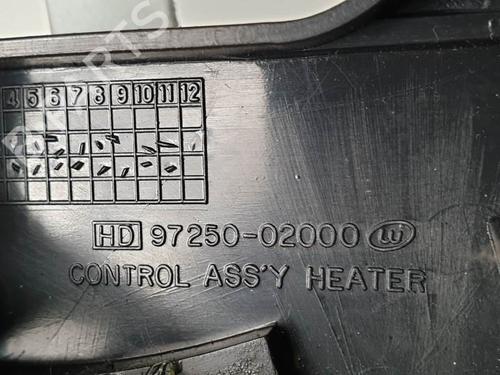 4 5 6 7 8 9 10 11 12
HD 97250-02000
CONTROL ASS'Y HEATER